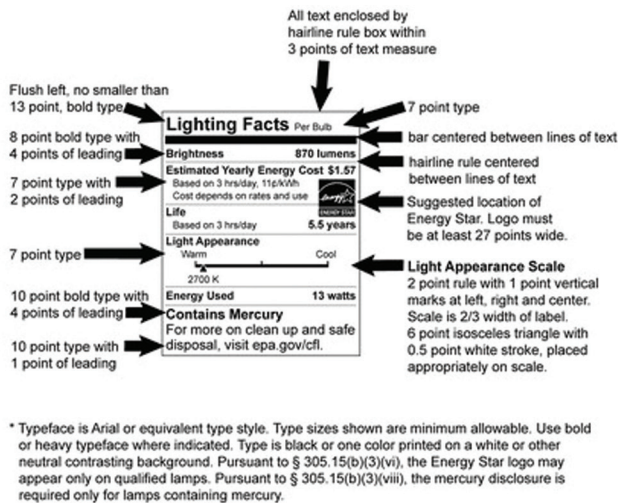 All text enclosed by
hairline rule box within
3 points of text measure
Flush left, no smaller than
13 point, bold type
8 point bold type with
4 points of leading
7 point type with
2 points of leading
7 point type
10 point bold type with
4 points of leading
10 point type with
1 point of leading
Lighting Facts Per Bulb
Brightness 870 lumens
Estimated Yearly Energy Cost $1.57
Based on 3 hrs/day, 11¢/kWh
Cost depends on rates and use
energy
ENERGY STAR
Life
Based on 3 hrs/day 5.5 years
Light Appearance
Warm Cool
2700 K
Energy Used 13 watts
Contains Mercury
For more on clean up and safe
disposal, visit epa.gov/cfl.
7 point type
bar centered between lines of text
hairline rule centered
between lines of text
Suggested location of
Energy Star. Logo must
be at least 27 points wide.
Light Appearance Scale
2 point rule with 1 point vertical
marks at left, right and center.
Scale is 2/3 width of label.
6 point isosceles triangle with
0.5 point white stroke, placed
appropriately on scale.
* Typeface is Arial or equivalent type style. Type sizes shown are minimum allowable. Use bold
or heavy typeface where indicated. Type is black or one color printed on a white or other
neutral contrasting background. Pursuant to § 305.15(b)(3)(vi), the Energy Star logo may
appear only on qualified lamps. Pursuant to § 305.15(b)(3)(viii), the mercury disclosure is
required only for lamps containing mercury.